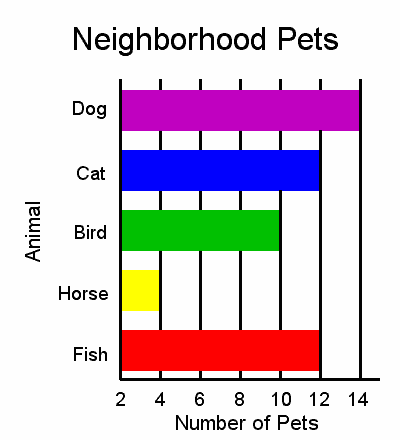 Neighborhood Pets
Dog
Cat
Bird
Horse
Fish
Animal
2 4 6 8 10 12 14
Number of Pets